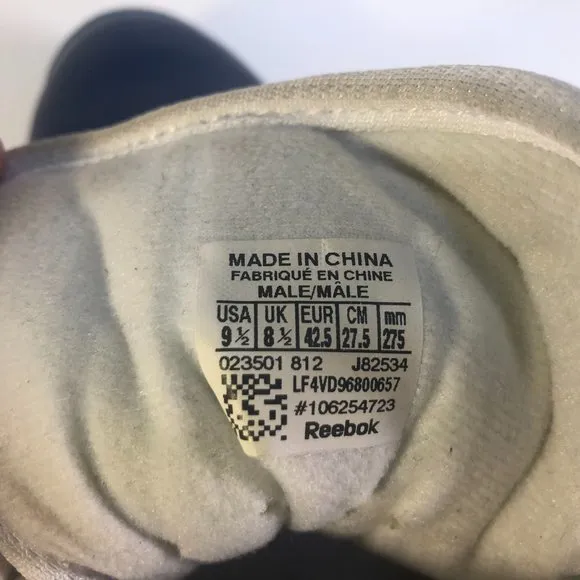 MADE IN CHINA
FABRIQUÉ EN CHINE
MALE/MÂLE
USA UK EUR CM mm
9 ½ 8 ½ 42.5 27.5 275
023501 812 J82534
LF4VD96800657
#106254723
Reebok